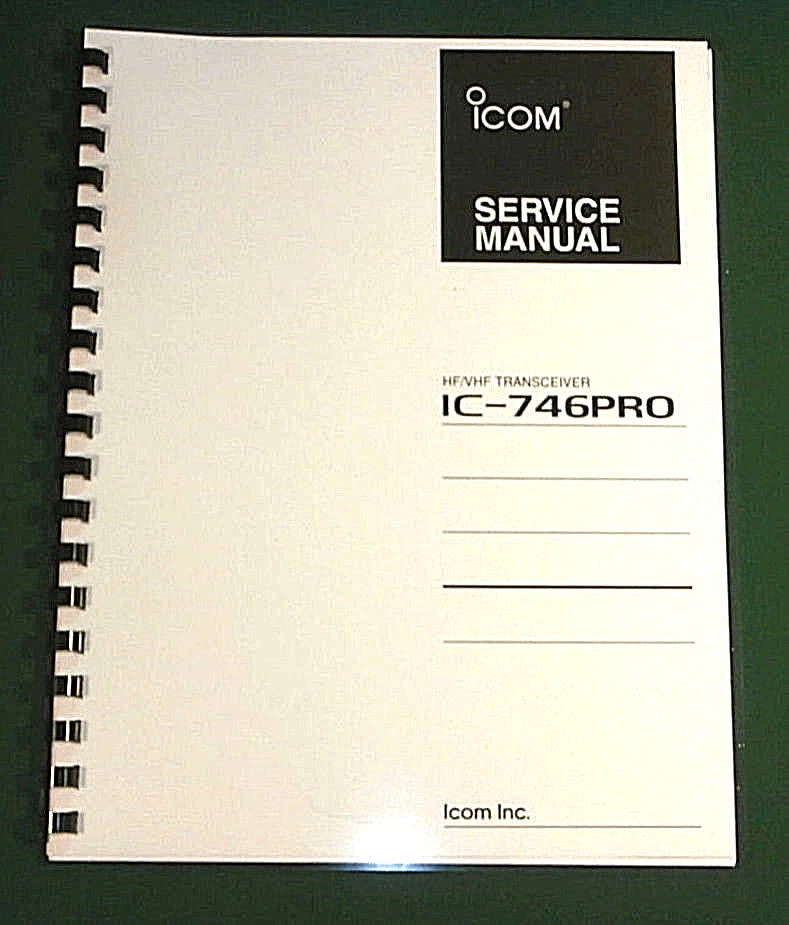 ICOM®
SERVICE
MANUAL
HF/VHF TRANSCEIVER
IC-746PRO
Icom Inc.